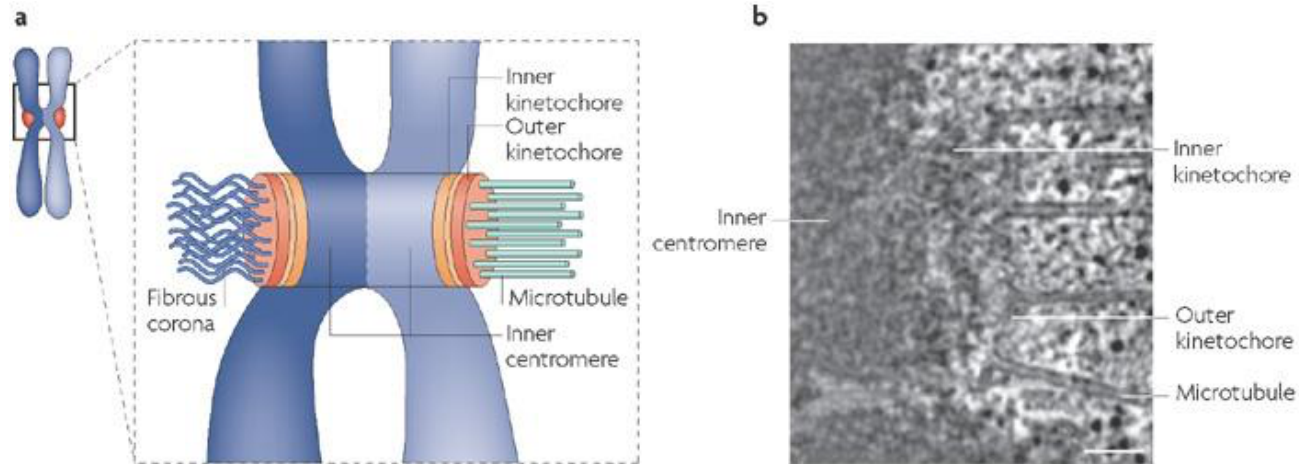 a
Inner
kinetochore
Outer
kinetochore
Fibrous
corona
Microtubule
Inner
centromere
b
Inner
kinetochore
Inner
centromere
Outer
kinetochore
Microtubule